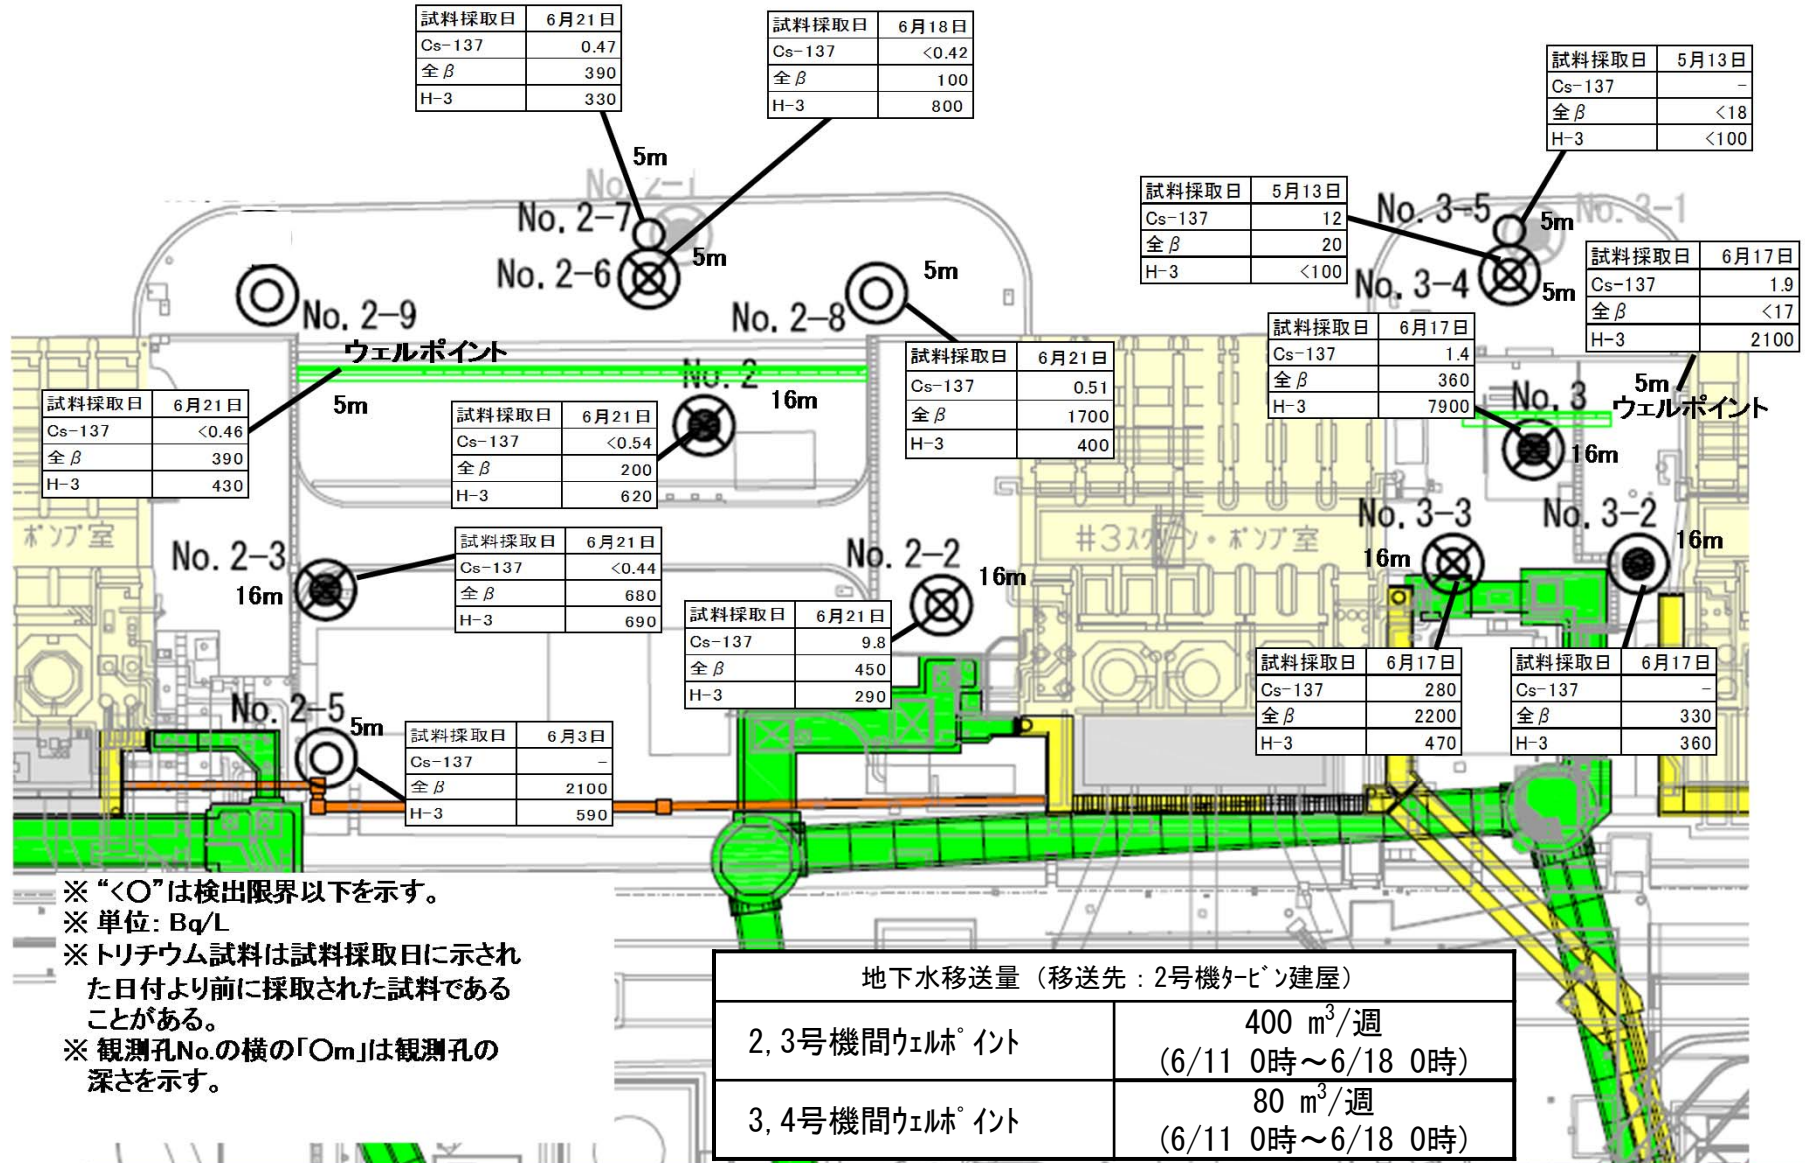 試料採取日 6月21日
Cs-137 0.47
全β 390
H-3 330
試料採取日 6月18日
Cs-137 <0.42
全β 100
H-3 800
試料採取日 5月13日
Cs-137 -
全β <18
H-3 <100
5m
No. 2-1
試料採取日 5月13日
Cs-137 12
全β 20
H-3 <100
No. 2-7
No. 3-5
5m
No. 3-1
No. 2-6
5m
5m
No. 3-4
5m
試料採取日 6月17日
Cs-137 1.9
全β <17
H-3 2100
No. 2-9
No. 2-8
ウェルポイント
試料採取日 6月17日
Cs-137 1.4
全β 360
H-3 7900
試料採取日 6月21日
Cs-137 0.51
全β 1700
H-3 400
No. 2
16m
5m
No. 3
5m
ウェルポイント
16m
試料採取日 6月21日
Cs-137 <0.46
全β 390
H-3 430
試料採取日 6月21日
Cs-137 <0.54
全β 200
H-3 620
ポンプ室
#3スクリーン・ポンプ室
No. 3-3
16m
No. 3-2
16m
No. 2-3
16m
試料採取日 6月21日
Cs-137 <0.44
全β 680
H-3 690
No. 2-2
16m
試料採取日 6月21日
Cs-137 9.8
全β 450
H-3 290
試料採取日 6月17日
Cs-137 280
全β 2200
H-3 470
試料採取日 6月17日
Cs-137 -
全β 330
H-3 360
No. 2-5
5m
試料採取日 6月3日
Cs-137 -
全β 2100
H-3 590
※ “<○”は検出限界以下を示す。
※ 単位: Bq/L
※ トリチウム試料は試料採取日に示され
た日付より前に採取された試料である
ことがある。
※ 観測孔No.の横の「○m」は観測孔の
深さを示す。
地下水移送量 (移送先:2号機ﾀｰﾋﾞﾝ建屋)
2,3号機間ｳｪﾙﾎﾟｲﾝﾄ 400 m³/週
(6/11 0時～6/18 0時)
3,4号機間ｳｪﾙﾎﾟｲﾝﾄ 80 m³/週
(6/11 0時～6/18 0時)